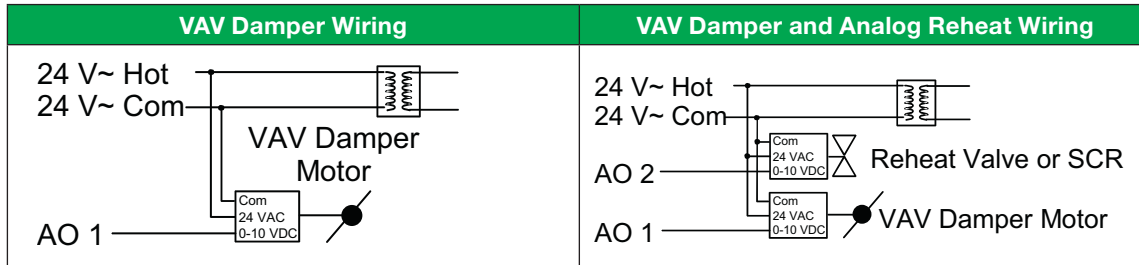 VAV Damper Wiring
24 V~ Hot
24 V~ Com
VAV Damper
Motor
Com
24 VAC
0-10 VDC
AO 1
VAV Damper and Analog Reheat Wiring
24 V~ Hot
24 V~ Com
Com
24 VAC
0-10 VDC
Reheat Valve or SCR
AO 2
Com
24 VAC
0-10 VDC
VAV Damper Motor
AO 1